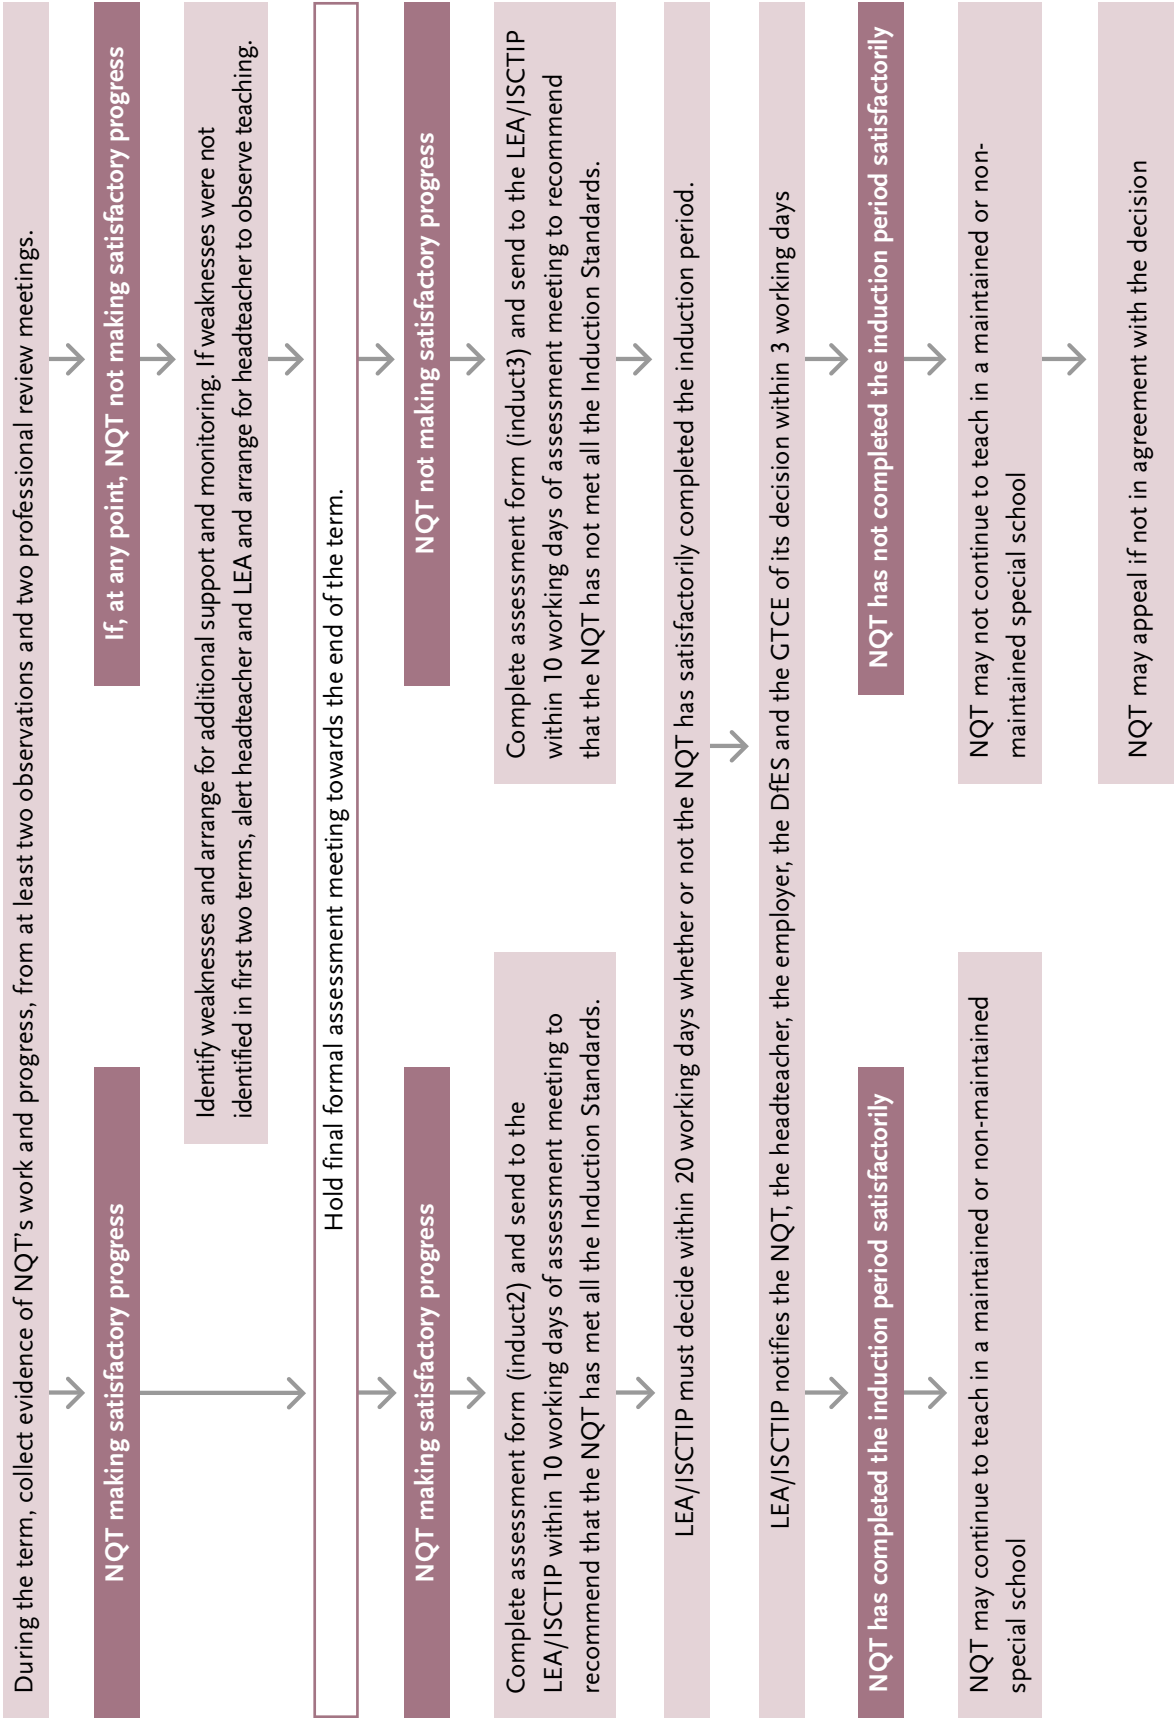 During the term, collect evidence of NQT’s work and progress, from at least two observations and two professional review meetings.
NQT making satisfactory progress
If, at any point, NQT not making satisfactory progress
Identify weaknesses and arrange for additional support and monitoring. If weaknesses were not
identified in first two terms, alert headteacher and LEA and arrange for headteacher to observe teaching.
Hold final formal assessment meeting towards the end of the term.
NQT making satisfactory progress
NQT not making satisfactory progress
Complete assessment form (induct2) and send to the
LEA/ISCTIP within 10 working days of assessment meeting to
recommend that the NQT has met all the Induction Standards.
Complete assessment form (induct3) and send to the LEA/ISCTIP
within 10 working days of assessment meeting to recommend
that the NQT has not met all the Induction Standards.
LEA/ISCTIP must decide within 20 working days whether or not the NQT has satisfactorily completed the induction period.
LEA/ISCTIP notifies the NQT, the headteacher, the employer, the DfES and the GTCE of its decision within 3 working days
NQT has completed the induction period satisfactorily
NQT has not completed the induction period satisfactorily
NQT may continue to teach in a maintained or non-maintained
special school
NQT may not continue to teach in a maintained or non-
maintained special school
NQT may appeal if not in agreement with the decision